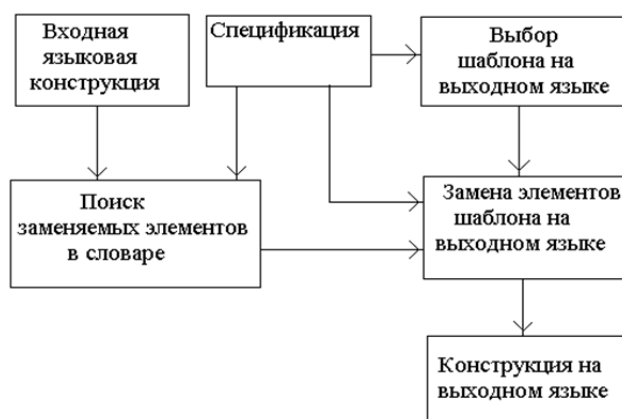 Входная
языковая
конструкция
Спецификация
Выбор
шаблона на
выходном языке
Поиск
заменяемых элементов
в словаре
Замена элементов
шаблона на
выходном языке
Конструкция на
выходном языке